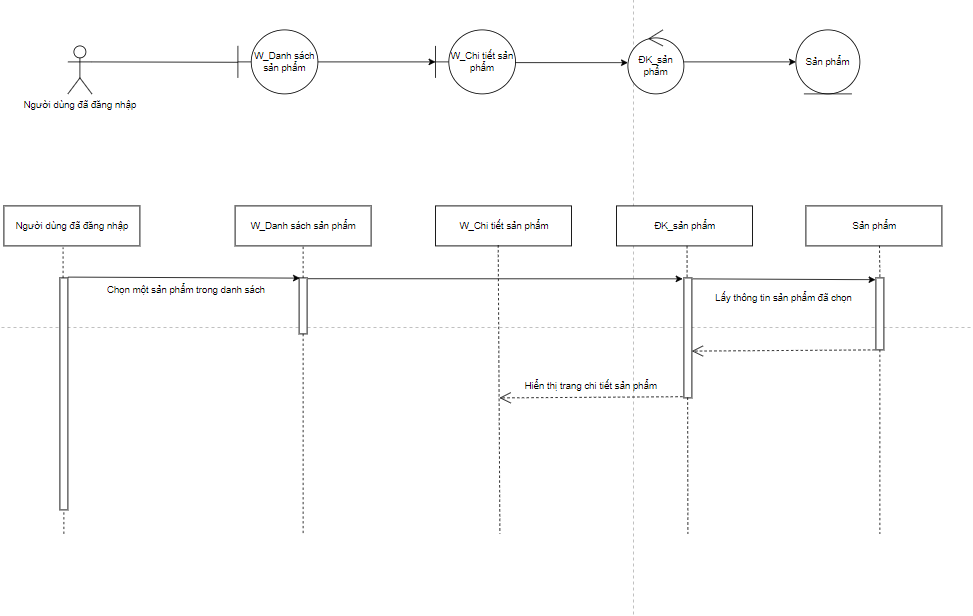 W_Danh sách
sản phẩm
W_Chi tiết sản
phẩm
ĐK_sản
phẩm
Sản phẩm
Người dùng đã đăng nhập
Người dùng đã đăng nhập
W_Danh sách sản phẩm
W_Chi tiết sản phẩm
ĐK_sản phẩm
Sản phẩm
Chọn một sản phẩm trong danh sách
Lấy thông tin sản phẩm đã chọn
Hiển thị trang chi tiết sản phẩm